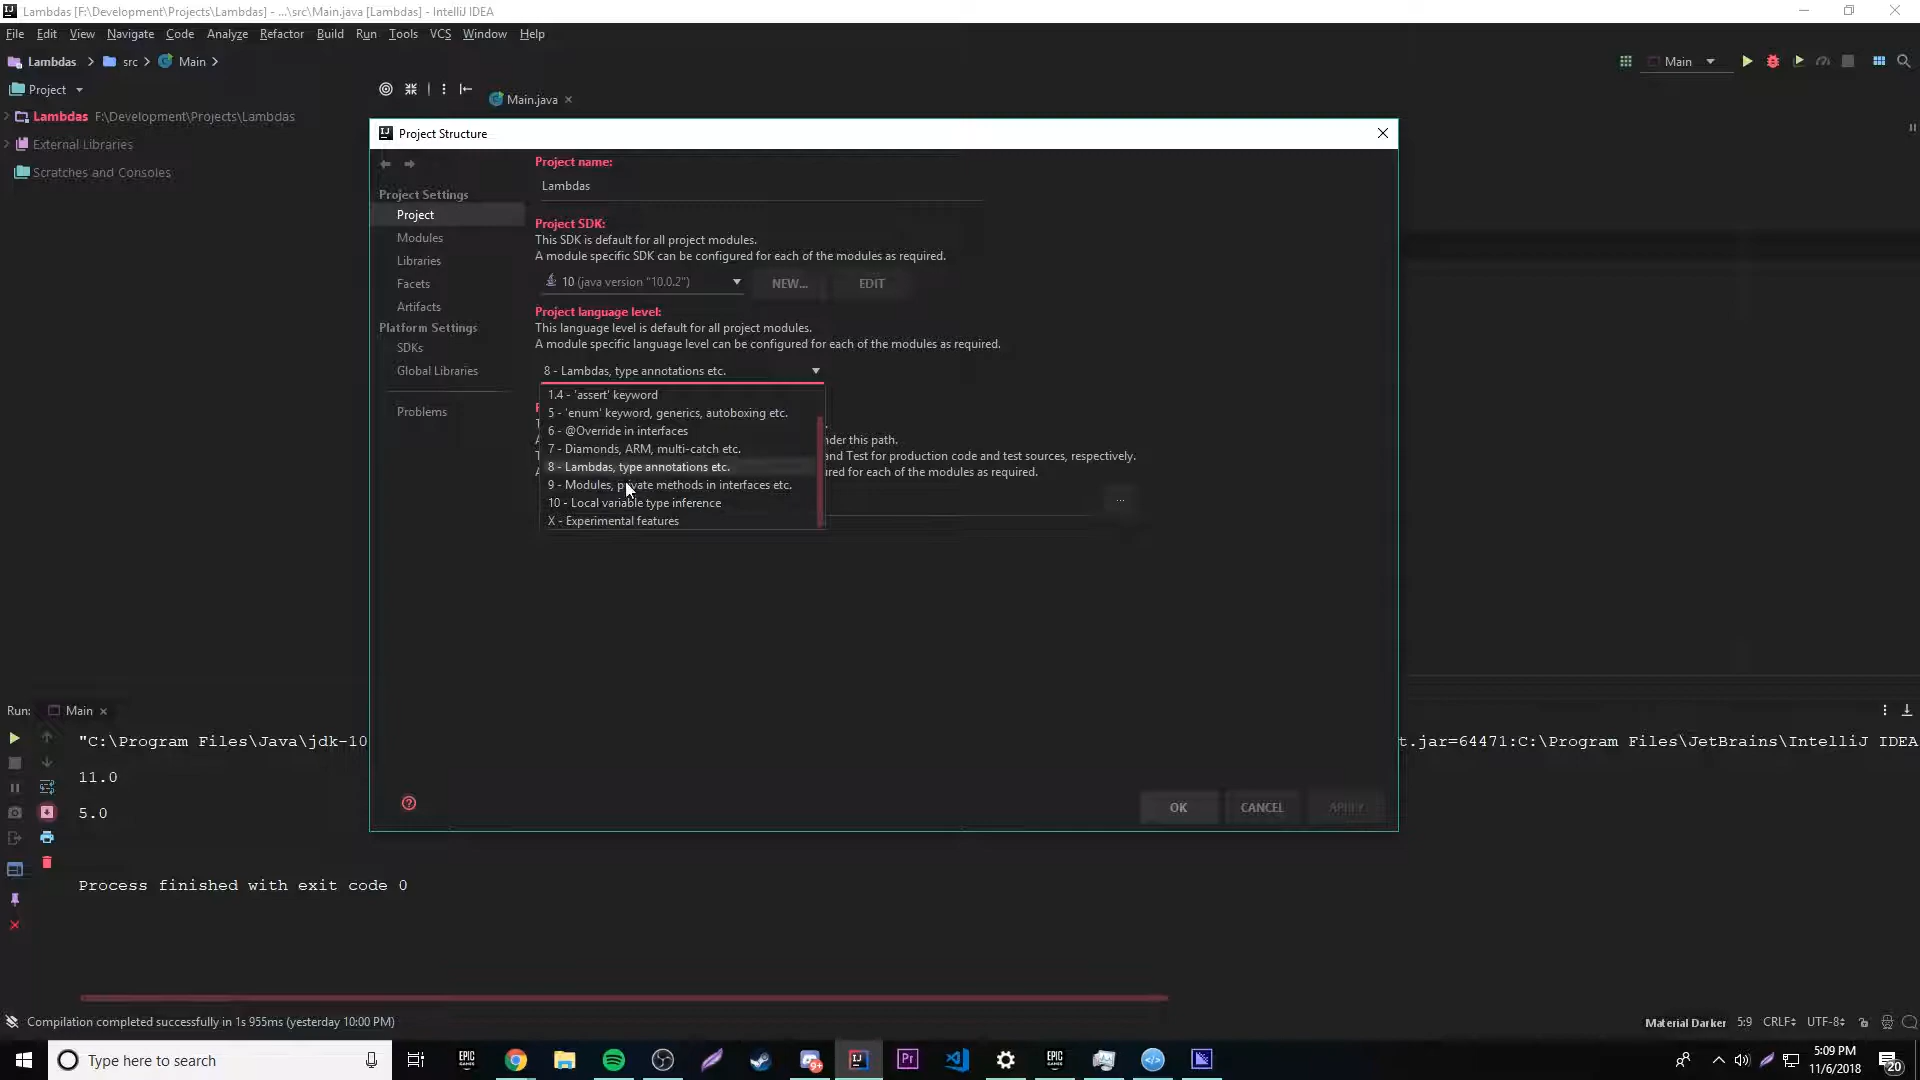 Lambdas [F:\Development\Projects\Lambdas] - ...\src\Main.java [Lambdas] - IntelliJ IDEA
File Edit View Navigate Code Analyze Refactor Build Run Tools VCS Window Help
Lambdas src Main Main
Project
Main.java
Lambdas F:\Development\Projects\Lambdas
External Libraries
Scratches and Consoles
Project Structure
Project Settings
Project
Modules
Libraries
Facets
Artifacts
Platform Settings
SDKs
Global Libraries
Problems
Project name:
Lambdas
Project SDK:
This SDK is default for all project modules.
A module specific SDK can be configured for each of the modules as required.
10 (java version "10.0.2") NEW... EDIT
Project language level:
This language level is default for all project modules.
A module specific language level can be configured for each of the modules as required.
8 - Lambdas, type annotations etc.
1.4 - 'assert' keyword
5 - 'enum' keyword, generics, autoboxing etc.
6 - @Override in interfaces
7 - Diamonds, ARM, multi-catch etc.
8 - Lambdas, type annotations etc.
9 - Modules, private methods in interfaces etc.
10 - Local variable type inference
X - Experimental features
nder this path.
and Test for production code and test sources, respectively.
red for each of the modules as required.
...
OK CANCEL APPLY
Run: Main
"C:\Program Files\Java\jdk-10 t.jar=64471:C:\Program Files\JetBrains\IntelliJ IDEA
11.0
5.0
Process finished with exit code 0
Compilation completed successfully in 1s 955ms (yesterday 10:00 PM)
Material Darker 5:9 CRLF UTF-8
Type here to search
EPIC GAMES
9+
IJ
Pr
EPIC GAMES
5:09 PM
11/6/2018
20